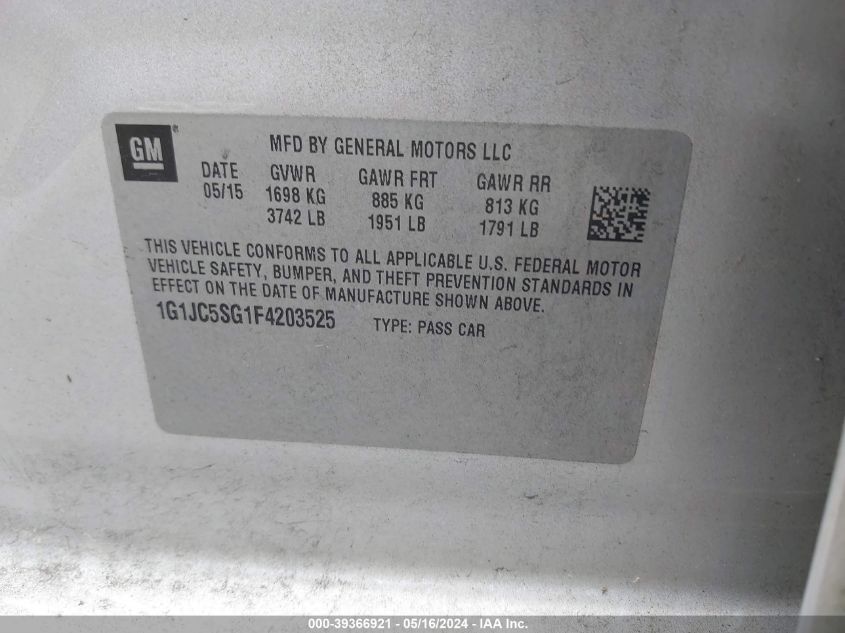 GM
MFD BY GENERAL MOTORS LLC
DATE GVWR GAWR FRT GAWR RR
05/15 1698 KG 885 KG 813 KG
3742 LB 1951 LB 1791 LB
THIS VEHICLE CONFORMS TO ALL APPLICABLE U.S. FEDERAL MOTOR
VEHICLE SAFETY, BUMPER, AND THEFT PREVENTION STANDARDS IN
EFFECT ON THE DATE OF MANUFACTURE SHOWN ABOVE.
1G1JC5SG1F4203525 TYPE: PASS CAR
000-39366921 - 05/16/2024 - IAA Inc.